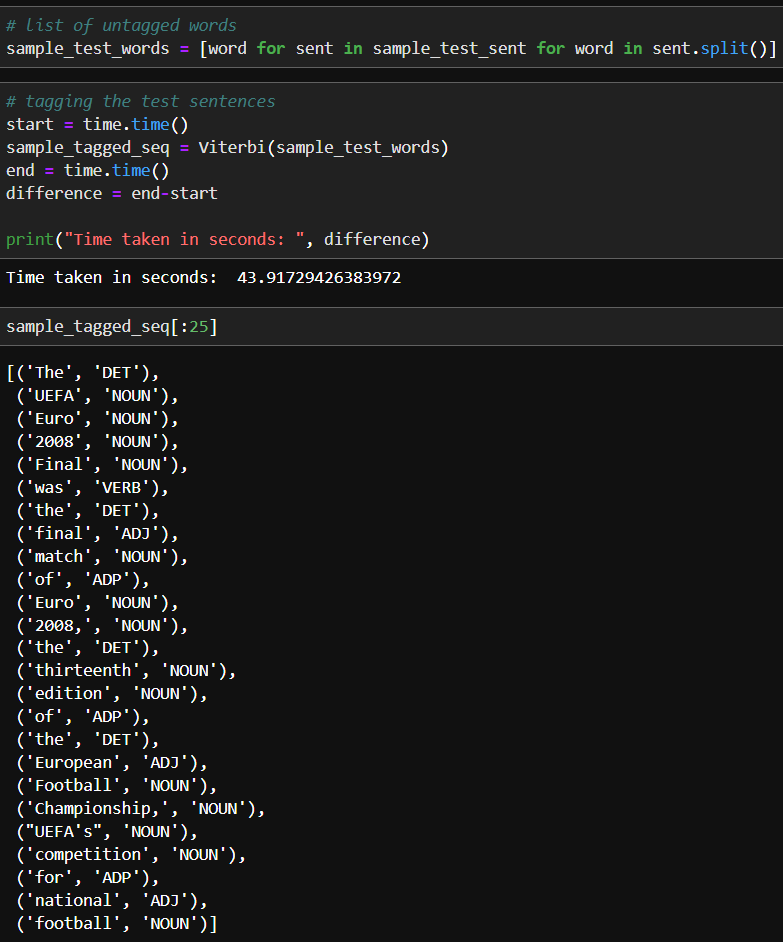 # list of untagged words
sample_test_words = [word for sent in sample_test_sent for word in sent.split()]
# tagging the test sentences
start = time.time()
sample_tagged_seq = Viterbi(sample_test_words)
end = time.time()
difference = end-start
print("Time taken in seconds: ", difference)
Time taken in seconds:  43.91729426383972
sample_tagged_seq[:25]
[('The', 'DET'),
('UEFA', 'NOUN'),
('Euro', 'NOUN'),
('2008', 'NOUN'),
('Final', 'NOUN'),
('was', 'VERB'),
('the', 'DET'),
('final', 'ADJ'),
('match', 'NOUN'),
('of', 'ADP'),
('Euro', 'NOUN'),
('2008,', 'NOUN'),
('the', 'DET'),
('thirteenth', 'NOUN'),
('edition', 'NOUN'),
('of', 'ADP'),
('the', 'DET'),
('European', 'ADJ'),
('Football', 'NOUN'),
('Championship,', 'NOUN'),
("UEFA's", 'NOUN'),
('competition', 'NOUN'),
('for', 'ADP'),
('national', 'ADJ'),
('football', 'NOUN')]